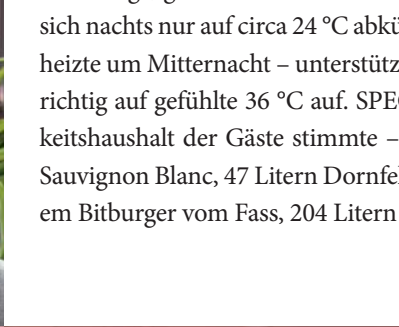 sich nachts nur auf circa 24 °C abkü
heizte um Mitternacht – unterstütz
richtig auf gefühlte 36 °C auf. SPE
keitshaushalt der Gäste stimmte –
Sauvignon Blanc, 47 Litern Dornfel
em Bitburger vom Fass, 204 Litern